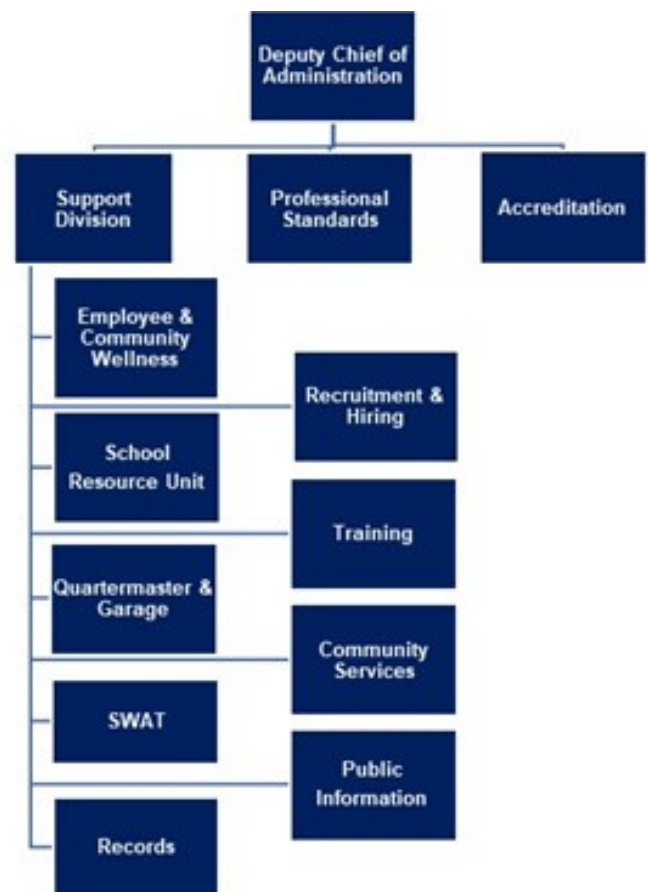 Deputy Chief of
Administration
Support
Division
Professional
Standards
Accreditation
Employee &
Community
Wellness
Recruitment &
Hiring
School
Resource Unit
Training
Quartermaster &
Garage
Community
Services
SWAT
Public
Information
Records